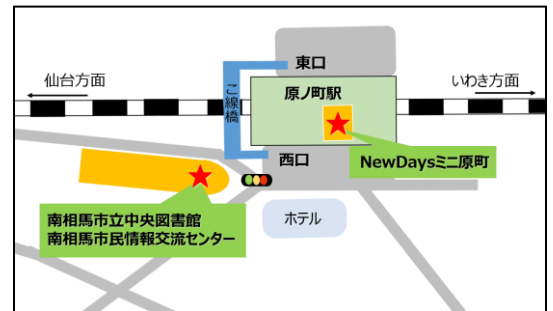 東口
仙台方面
こ線橋
原ノ町駅
いわき方面
西口
NewDaysミニ原町
南相馬市立中央図書館
南相馬市民情報交流センター
ホテル